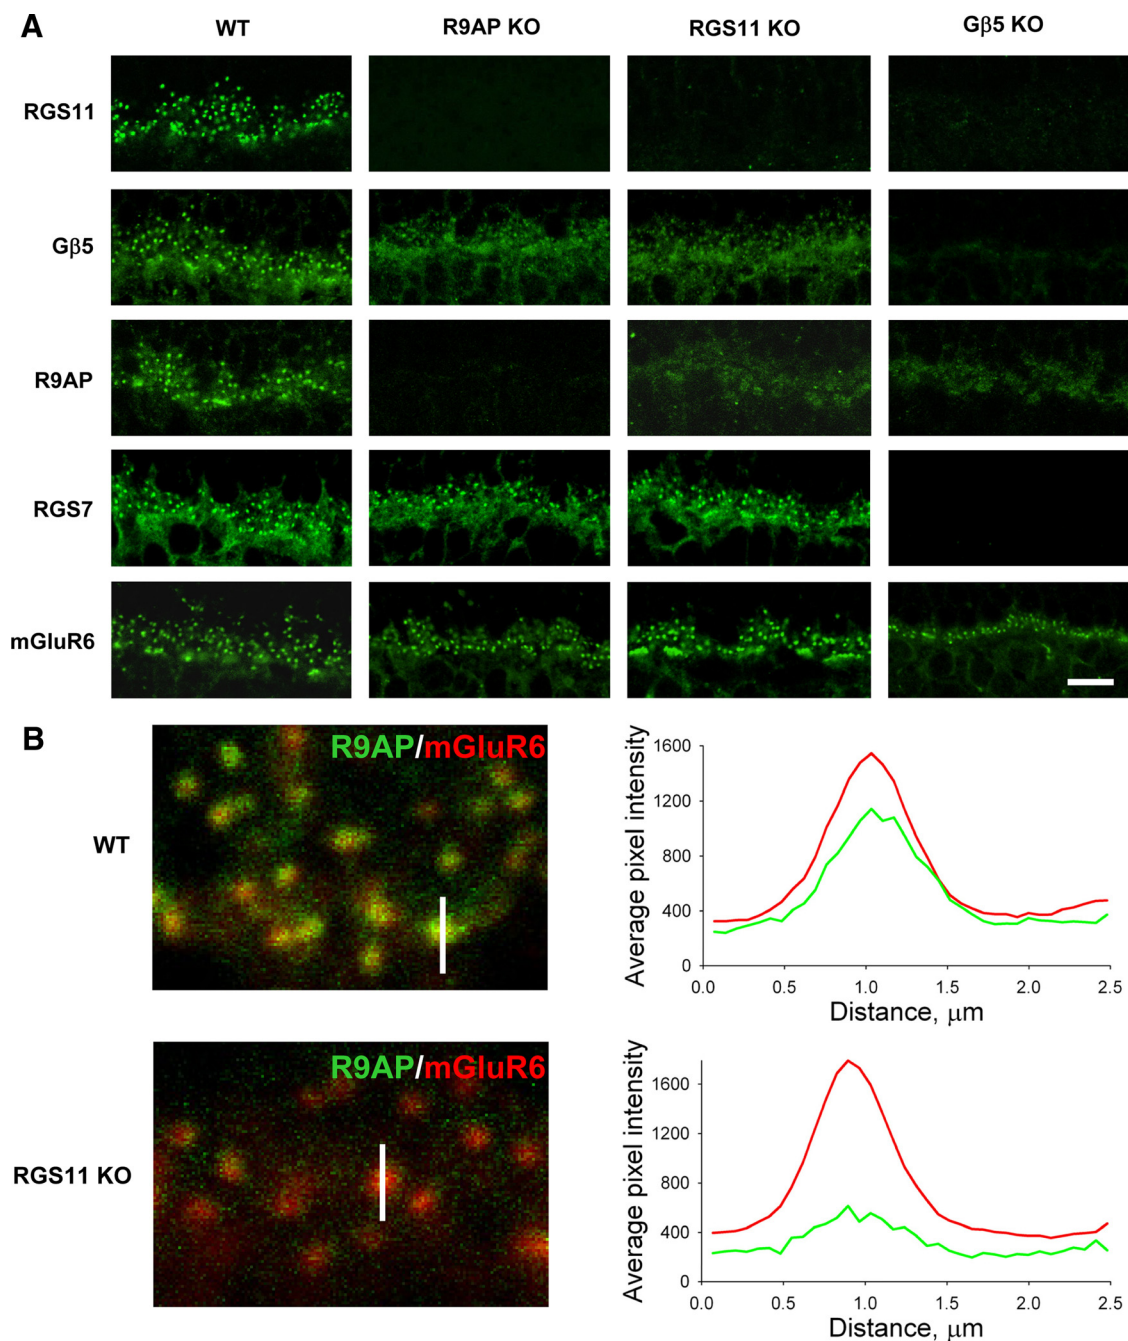 A
WT
R9AP KO
RGS11 KO
Gβ5 KO
RGS11
Gβ5
R9AP
RGS7
mGluR6
B
WT
R9AP/mGluR6
Average pixel intensity
1600
1200
800
400
0
0.0 0.5 1.0 1.5 2.0 2.5
Distance, μm
RGS11 KO
R9AP/mGluR6
Average pixel intensity
1600
1200
800
400
0
0.0 0.5 1.0 1.5 2.0 2.5
Distance, μm